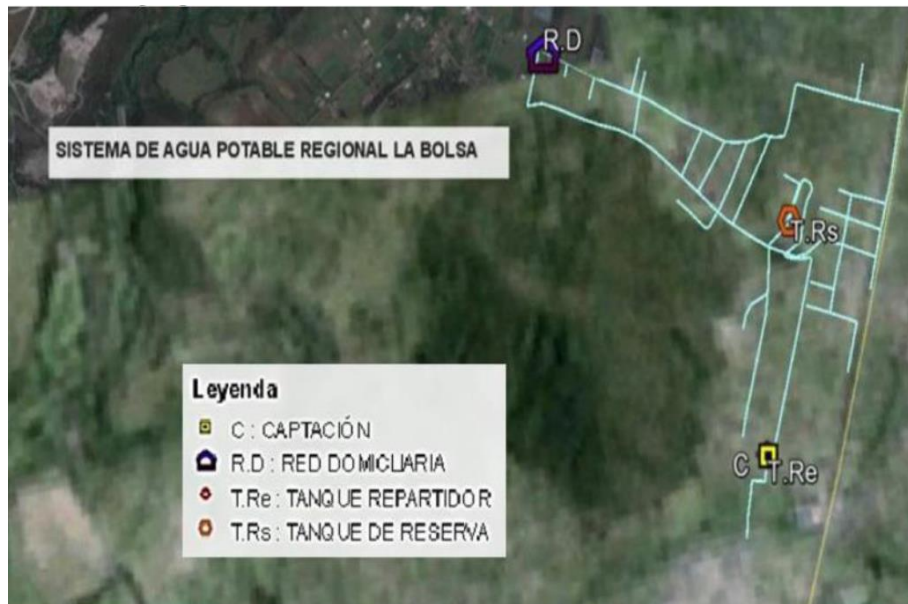 R.D
SISTEMA DE AGUA POTABLE REGIONAL LA BOLSA
T.Rs
Leyenda
C : CAPTACIÓN
R.D : RED DOMICLIARIA
T.Re : TANQUE REPARTIDOR
T.Rs : TANQUE DE RESERVA
C T.Re